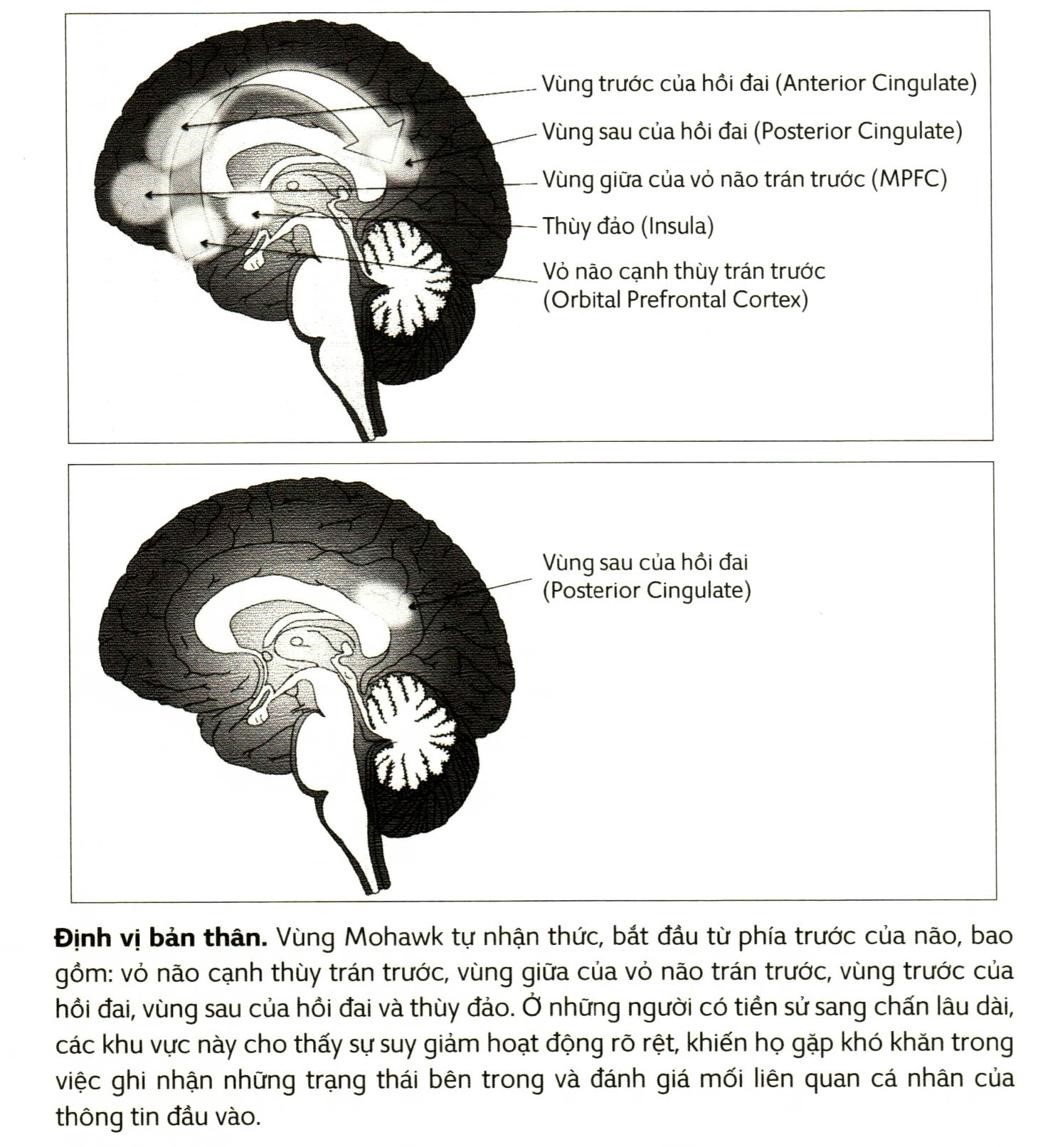 Vùng trước của hồi đai (Anterior Cingulate)
Vùng sau của hồi đai (Posterior Cingulate)
Vùng giữa của vỏ não trán trước (MPFC)
Thùy đảo (Insula)
Vỏ não cạnh thùy trán trước
(Orbital Prefrontal Cortex)
Vùng sau của hồi đai
(Posterior Cingulate)
Định vị bản thân. Vùng Mohawk tự nhận thức, bắt đầu từ phía trước của não, bao
gồm: vỏ não cạnh thùy trán trước, vùng giữa của vỏ não trán trước, vùng trước của
hồi đai, vùng sau của hồi đai và thùy đảo. Ở những người có tiền sử sang chấn lâu dài,
các khu vực này cho thấy sự suy giảm hoạt động rõ rệt, khiến họ gặp khó khăn trong
việc ghi nhận những trạng thái bên trong và đánh giá mối liên quan cá nhân của
thông tin đầu vào.